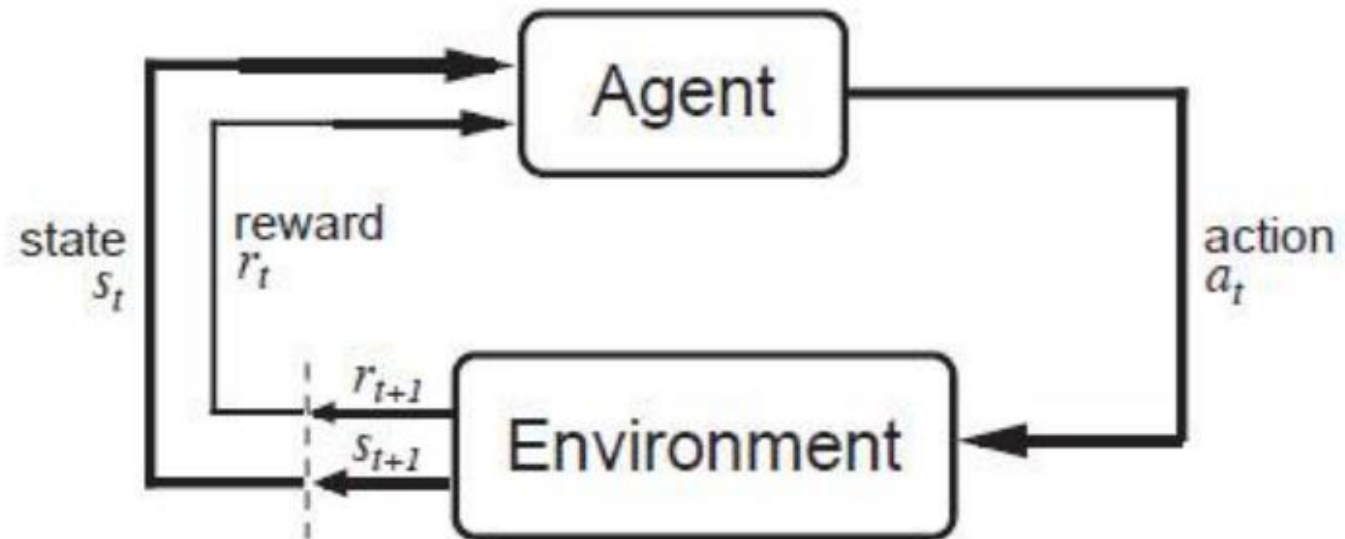 Agent
state
s_t
reward
r_t
action
a_t
r_{t+1}
s_{t+1}
Environment